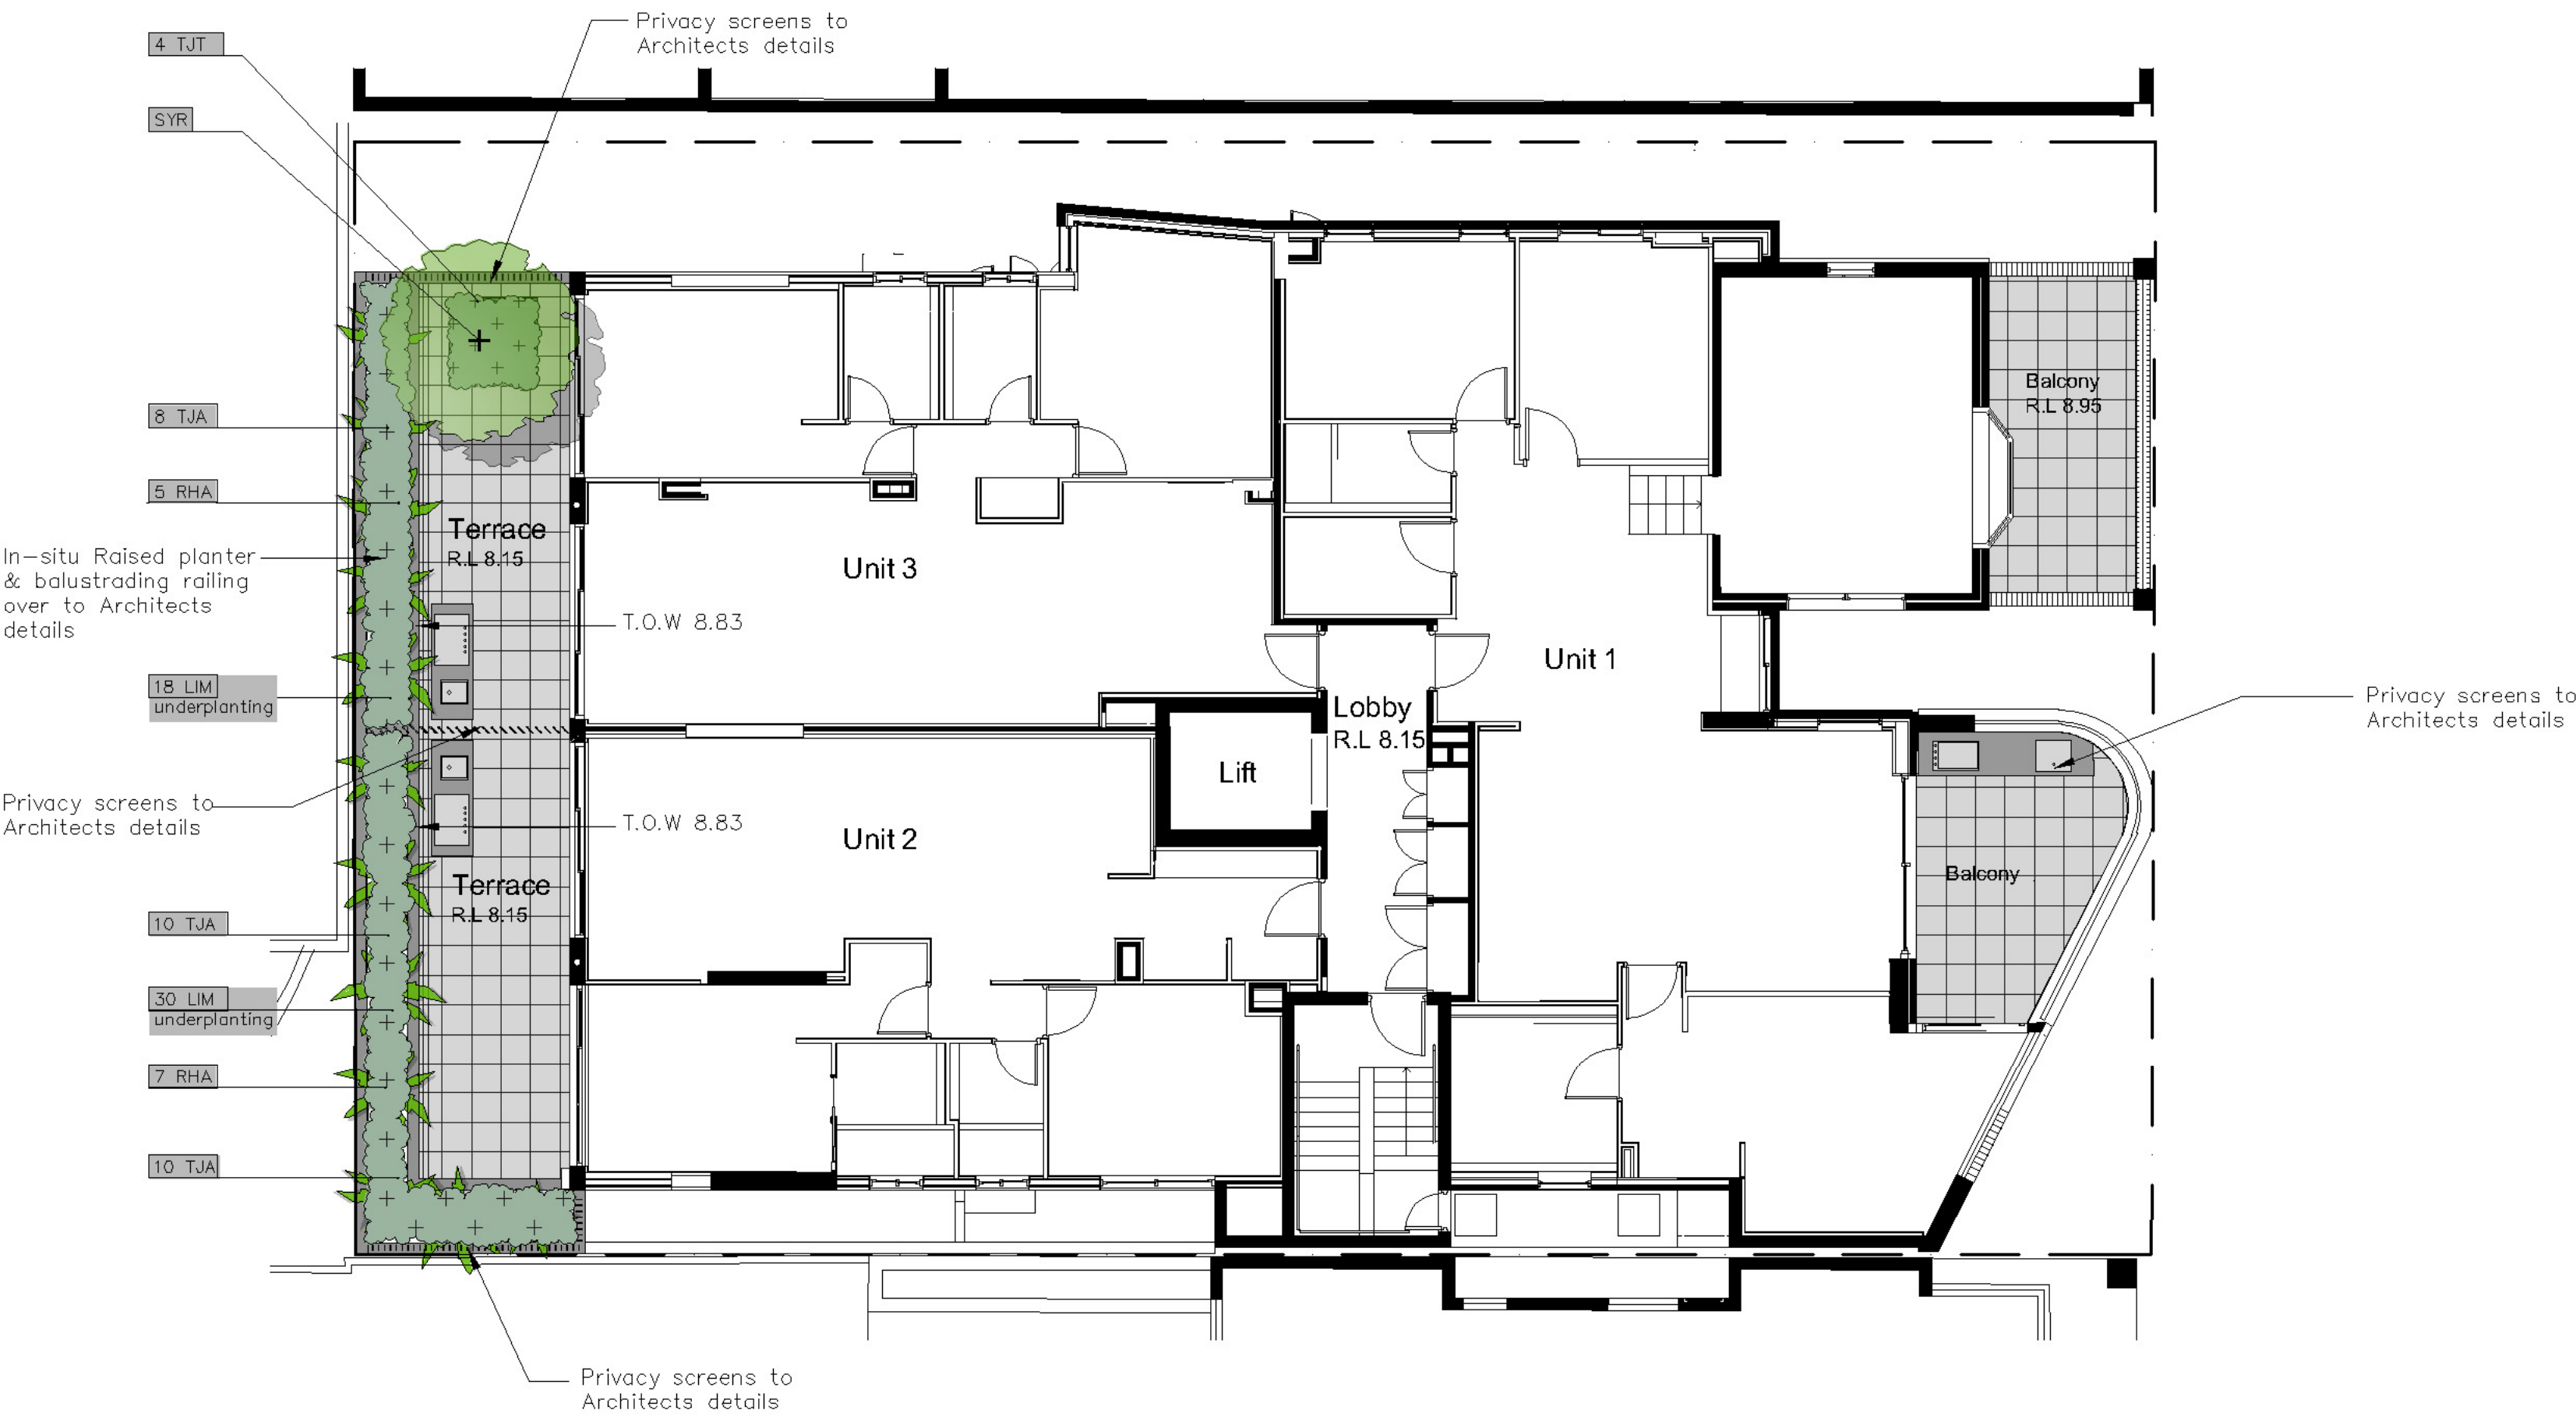 Privacy screens to
Architects details
4 TJT
SYR
Balcony
R.L 8.95
8 TJA
5 RHA
Terrace
R.L 8.15
In-situ Raised planter
& balustrading railing
over to Architects
details
Unit 3
T.O.W 8.83
Unit 1
18 LIM
underplanting
Lobby
R.L 8.15
Privacy screens to
Architects details
Lift
Privacy screens to
Architects details
T.O.W 8.83
Unit 2
Terrace
R.L 8.15
Balcony
10 TJA
30 LIM
underplanting
7 RHA
10 TJA
Privacy screens to
Architects details